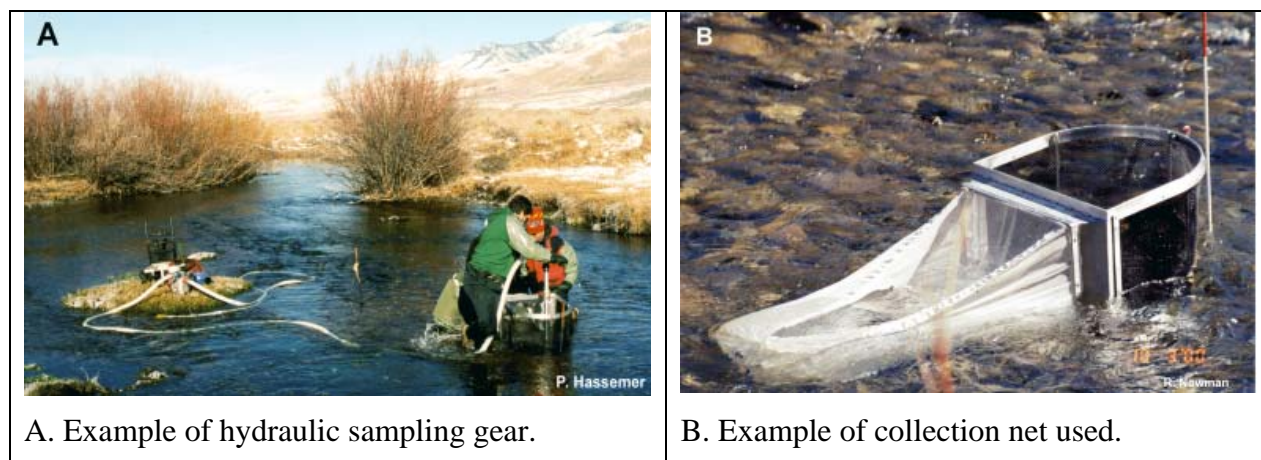 A
P. Hassemer
A. Example of hydraulic sampling gear.
B
R. Newman
B. Example of collection net used.